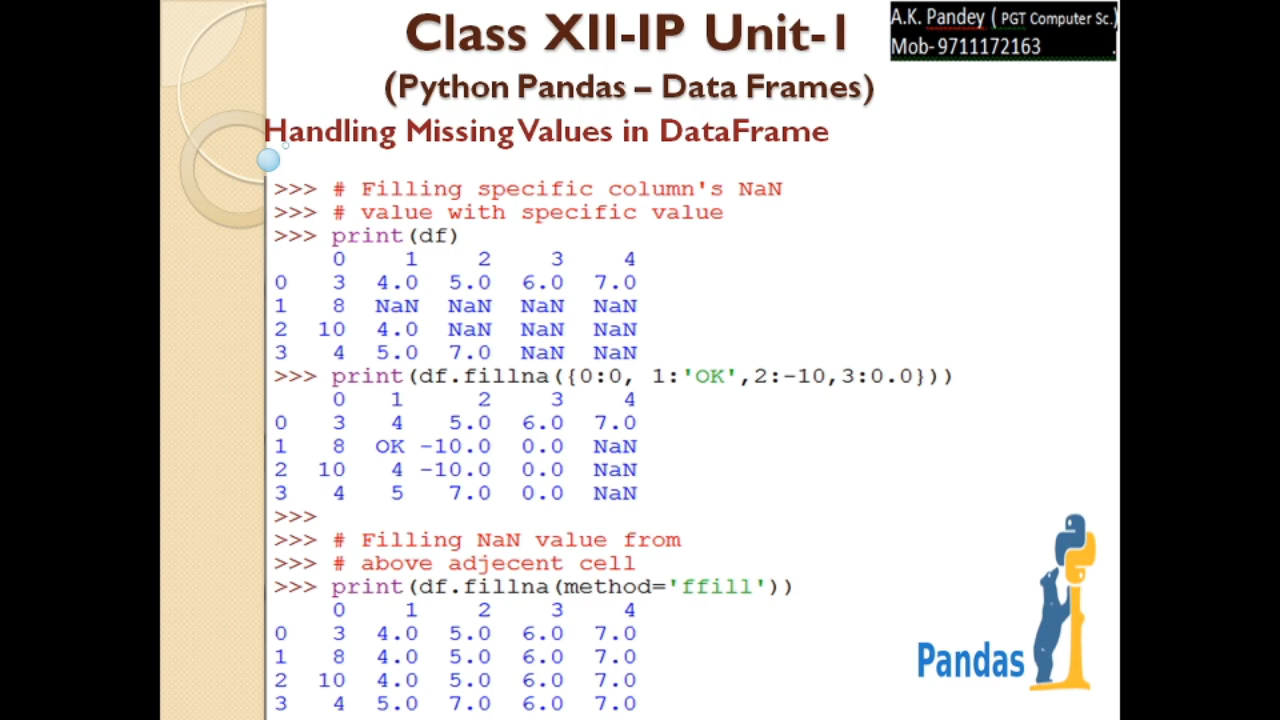 Class XII-IP Unit-1
A.K. Pandey ( PGT Computer Sc.)
Mob- 9711172163 .
(Python Pandas – Data Frames)
Handling Missing Values in DataFrame
>>> # Filling specific column's NaN
>>> # value with specific value
>>> print(df)
0 1 2 3 4
0 3 4.0 5.0 6.0 7.0
1 8 NaN NaN NaN NaN
2 10 4.0 NaN NaN NaN
3 4 5.0 7.0 NaN NaN
>>> print(df.fillna({0:0, 1:'OK',2:-10,3:0.0}))
0 1 2 3 4
0 3 4 5.0 6.0 7.0
1 8 OK -10.0 0.0 NaN
2 10 4 -10.0 0.0 NaN
3 4 5 7.0 0.0 NaN
>>>
>>> # Filling NaN value from
>>> # above adjecent cell
>>> print(df.fillna(method='ffill'))
0 1 2 3 4
0 3 4.0 5.0 6.0 7.0
1 8 4.0 5.0 6.0 7.0
2 10 4.0 5.0 6.0 7.0
3 4 5.0 7.0 6.0 7.0
Pandas